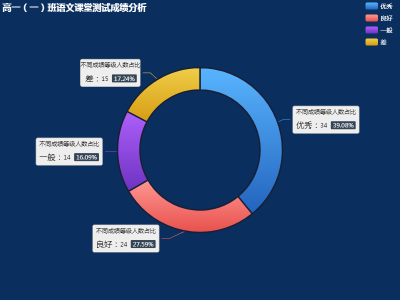 高一（一）班语文课堂测试成绩分析
优秀
良好
一般
差
不同成绩等级人数占比
差：15 17.24%
不同成绩等级人数占比
优秀：34 39.08%
不同成绩等级人数占比
一般：14 16.09%
不同成绩等级人数占比
良好：24 27.59%